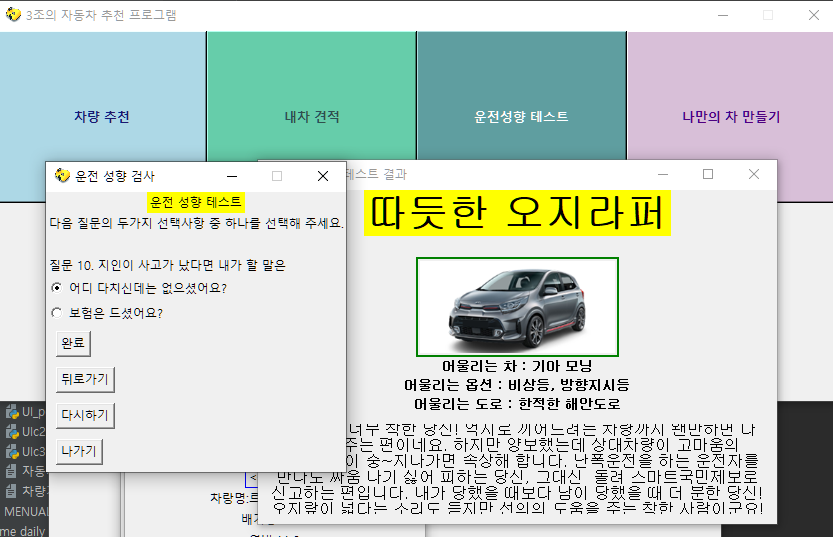 3조의 자동차 추천 프로그램
차량 추천
내차 견적
운전성향 테스트
나만의 차 만들기
운전 성향 검사
운전 성향 테스트
다음 질문의 두가지 선택사항 중 하나를 선택해 주세요.
질문 10. 지인이 사고가 났다면 내가 할 말은
어디 다치신데는 없으셨어요?
보험은 드셨어요?
완료
뒤로가기
다시하기
나가기
테스트 결과
따듯한 오지라퍼
어울리는 차 : 기아 모닝
어울리는 옵션 : 비상등, 방향지시등
어울리는 도로 : 한적한 해안도로
너무 착한 당신! 억지로 끼어드려는 차량까지 왠만하면 다
주는 편이네요. 하지만 양보했는데 상대차량이 고마움의
이 슝~지나가면 속상해 합니다. 난폭운전을 하는 운전자를
만나도 싸움 나기 싫어 피하는 당신, 그대신 돌려 스마트국민제보로
신고하는 편입니다. 내가 당했을 때보다 남이 당했을 때 더 분한 당신!
오지랖이 넓다는 소리도 듣지만 선의의 도움을 주는 착한 사람이군요!
UI_p
UIc2
UIc3
자동
차량
MENUAL
me daily
차량명: